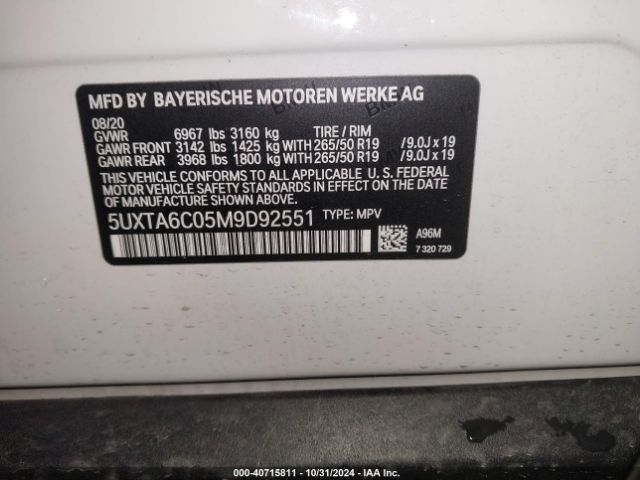 MFD BY BAYERISCHE MOTOREN WERKE AG
08/20
GVWR 6967 lbs 3160 kg TIRE / RIM
GAWR FRONT 3142 lbs 1425 kg WITH 265/50 R19 / 9.0J x 19
GAWR REAR 3968 lbs 1800 kg WITH 265/50 R19 / 9.0J x 19
THIS VEHICLE CONFORMS TO ALL APPLICABLE U. S. FEDERAL
MOTOR VEHICLE SAFETY STANDARDS IN EFFECT ON THE DATE
OF MANUFACTURE SHOWN ABOVE.
5UXTA6C05M9D92551 TYPE: MPV
A96M
7 320 729
000-40715811 - 10/31/2024 - IAA Inc.